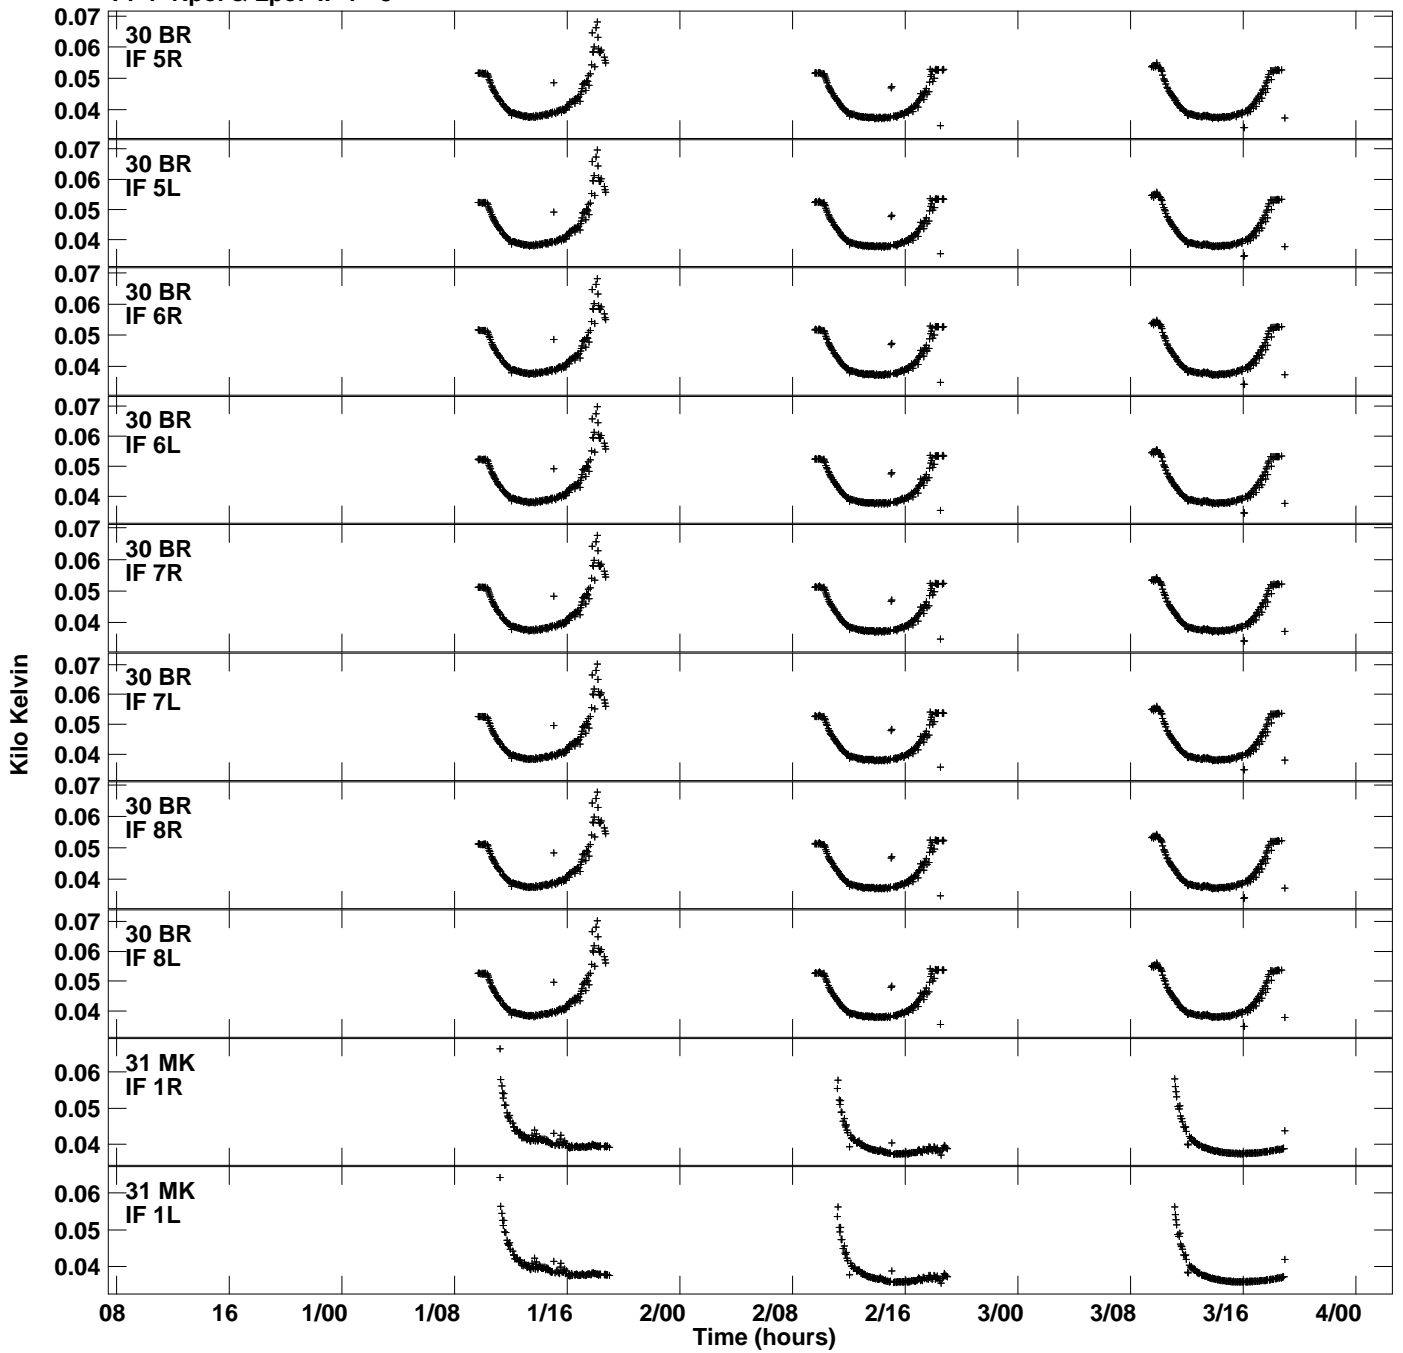 0.07
0.06
0.05
0.04
30 BR
IF 5R
0.07
0.06
0.05
0.04
30 BR
IF 5L
0.07
0.06
0.05
0.04
30 BR
IF 6R
0.07
0.06
0.05
0.04
30 BR
IF 6L
0.07
0.06
0.05
0.04
30 BR
IF 7R
0.07
0.06
0.05
0.04
30 BR
IF 7L
0.07
0.06
0.05
0.04
30 BR
IF 8R
0.07
0.06
0.05
0.04
30 BR
IF 8L
0.06
0.05
0.04
31 MK
IF 1R
0.06
0.05
0.04
31 MK
IF 1L
Kilo Kelvin
08 16 1/00 1/08 1/16 2/00 2/08 2/16 3/00 3/08 3/16 4/00
Time (hours)